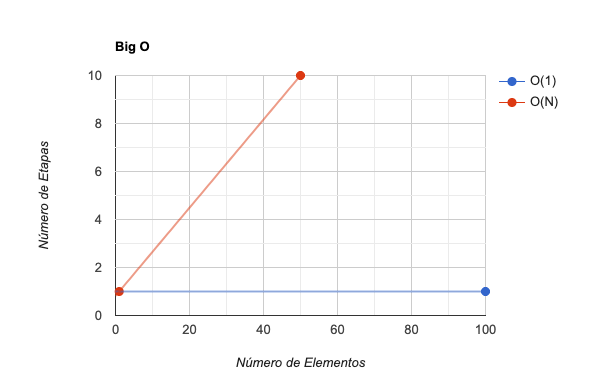 Big O
10
8
6
4
2
0
0 20 40 60 80 100
Número de Etapas
Número de Elementos
O(1)
O(N)